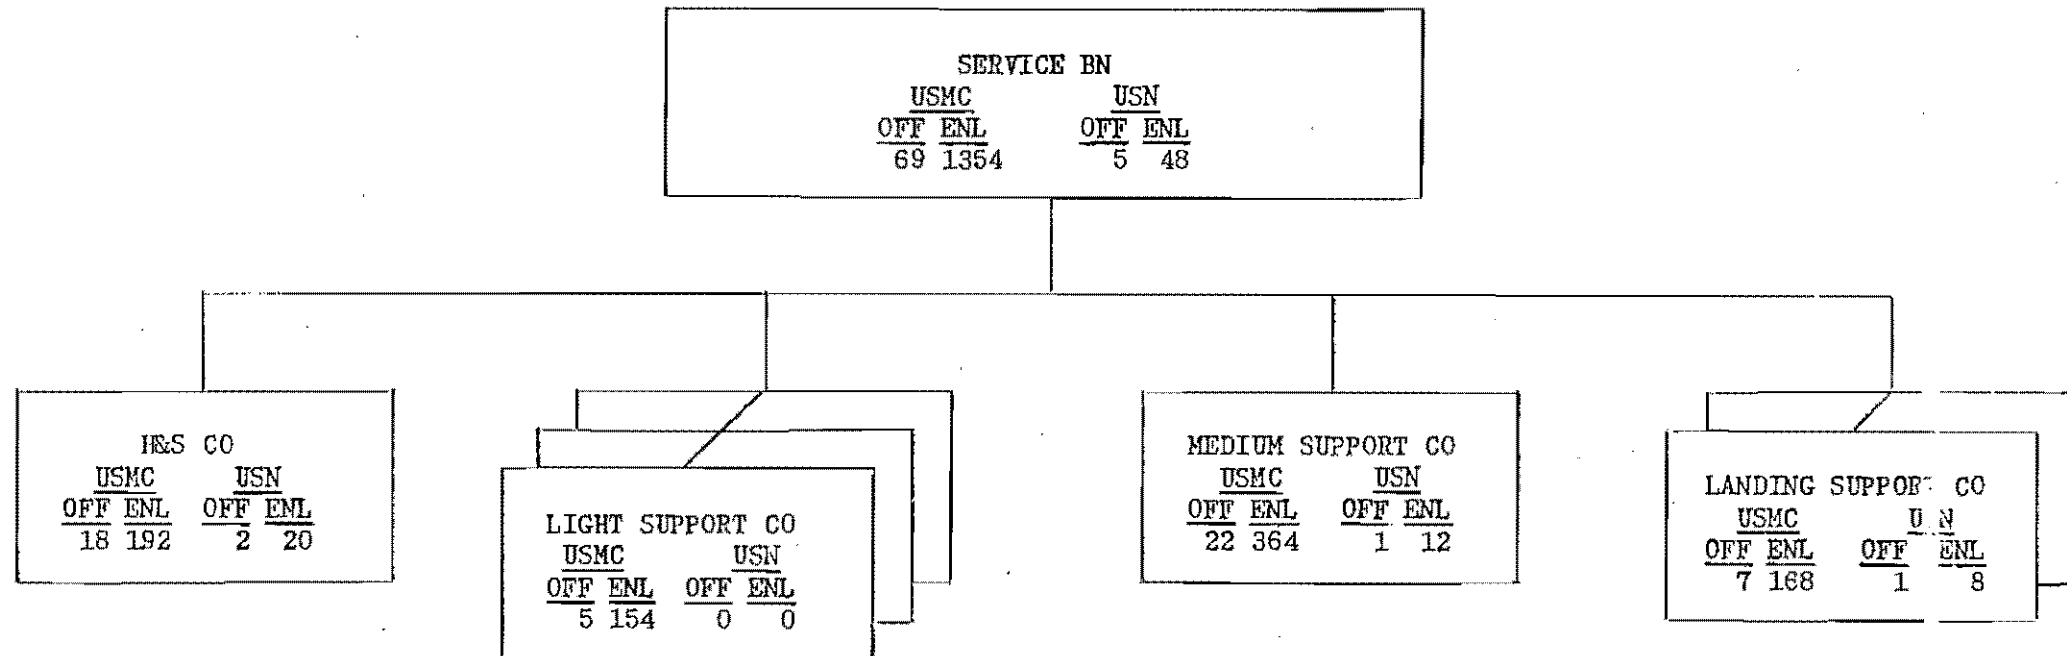 SERVICE BN
USMC USN
OFF ENL OFF ENL
69 1354 5 48
H&S CO
USMC USN
OFF ENL OFF ENL
18 192 2 20
LIGHT SUPPORT CO
USMC USN
OFF ENL OFF ENL
5 154 0 0
MEDIUM SUPPORT CO
USMC USN
OFF ENL OFF ENL
22 364 1 12
LANDING SUPPORT CO
USMC U N
OFF ENL OFF ENL
7 168 1 8